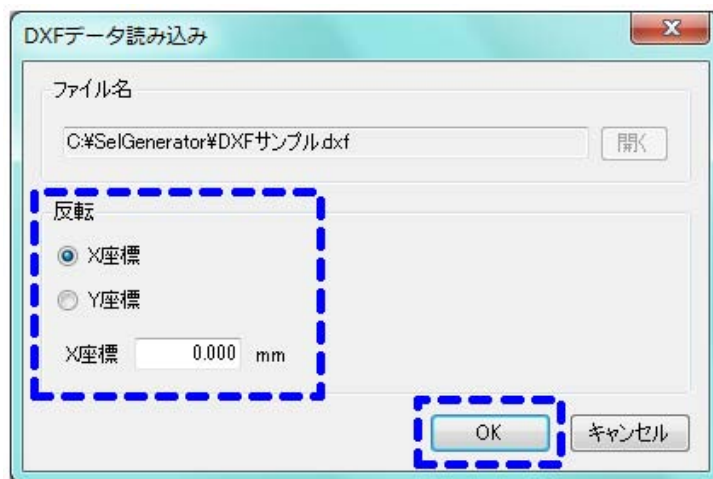 DXFデータ読み込み
ファイル名
C:¥SelGenerator¥DXFサンプル.dxf 開く
反転
X座標
Y座標
X座標 0.000 mm
OK キャンセル